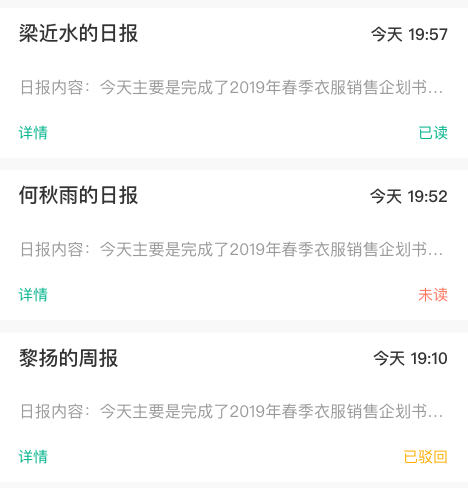 梁近水的日报 今天 19:57
日报内容：今天主要是完成了2019年春季衣服销售企划书...
详情 已读
何秋雨的日报 今天 19:52
日报内容：今天主要是完成了2019年春季衣服销售企划书...
详情 未读
黎扬的周报 今天 19:10
日报内容：今天主要是完成了2019年春季衣服销售企划书...
详情 已驳回